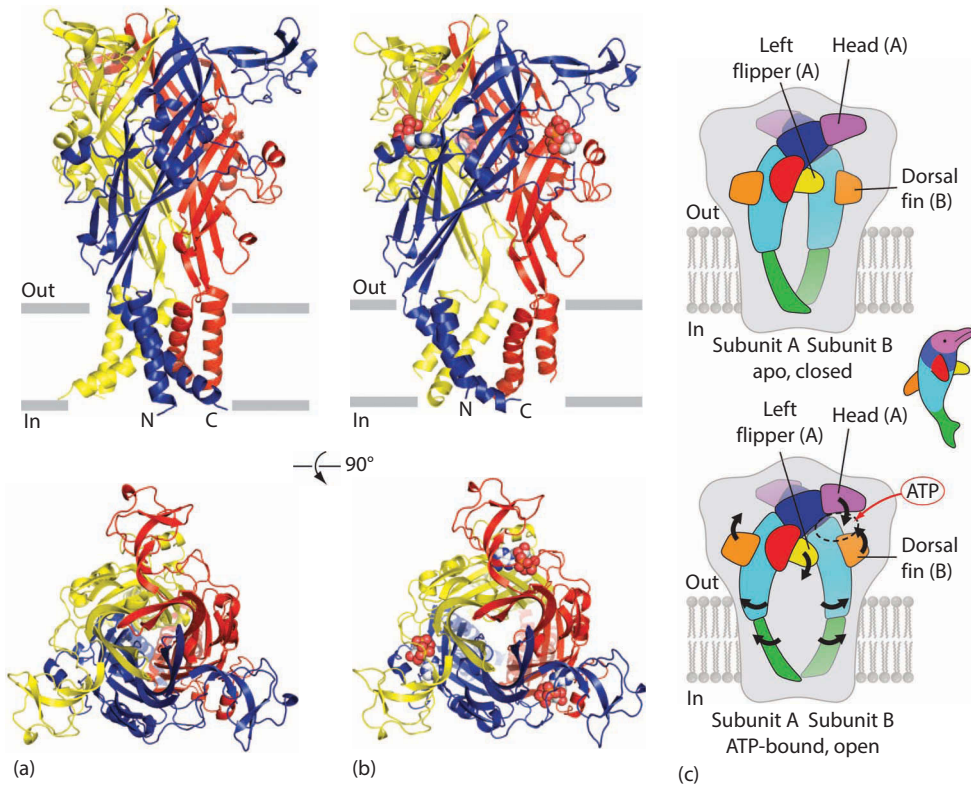 Out
In
N
C
Out
In
N
C
90°
(a)
(b)
Left
flipper (A)
Head (A)
Dorsal
fin (B)
Out
In
Subunit A Subunit B
apo, closed
Left
flipper (A)
Head (A)
ATP
Dorsal
fin (B)
Out
In
Subunit A Subunit B
ATP-bound, open
(c)